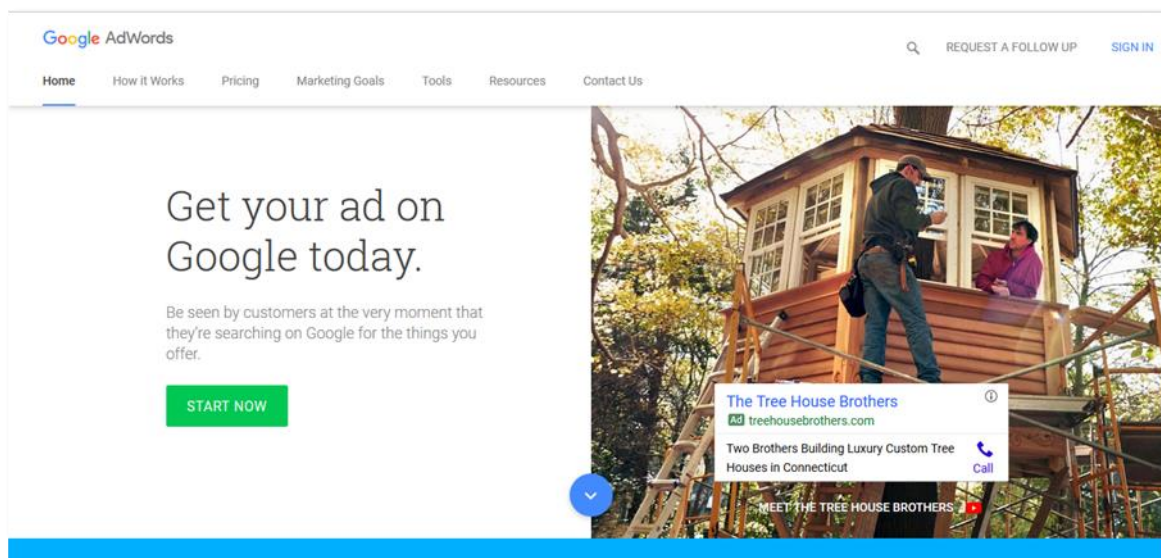 Google AdWords
REQUEST A FOLLOW UP
SIGN IN
Home
How it Works
Pricing
Marketing Goals
Tools
Resources
Contact Us
Get your ad on
Google today.
Be seen by customers at the very moment that
they're searching on Google for the things you
offer.
START NOW
The Tree House Brothers
Ad treehousebrothers.com
Two Brothers Building Luxury Custom Tree
Houses in Connecticut
Call
MEET THE TREE HOUSE BROTHERS